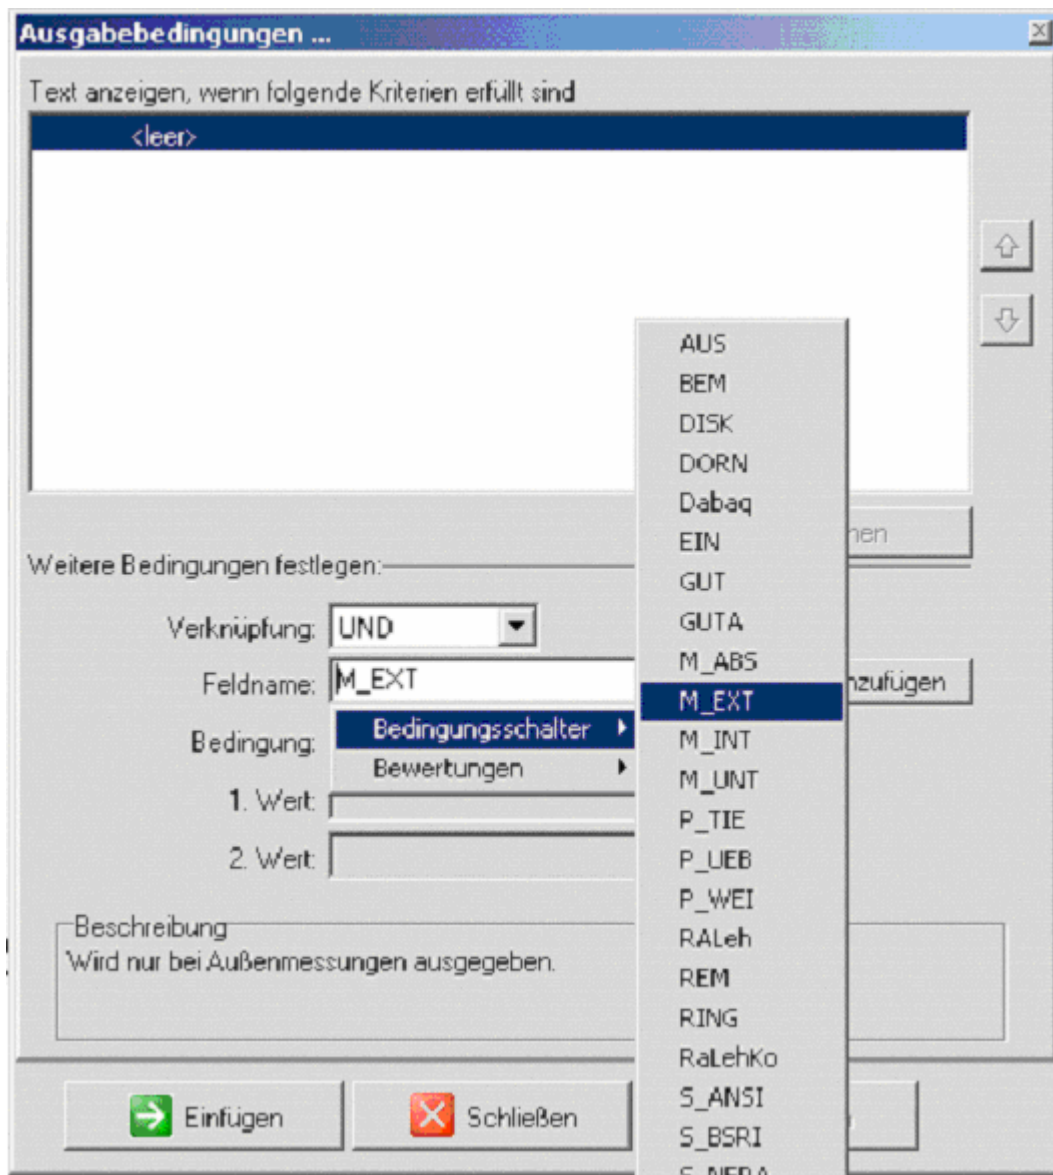 Ausgabebedingungen ...
Text anzeigen, wenn folgende Kriterien erfüllt sind
<leer>
Weitere Bedingungen festlegen:
Verknüpfung: UND
Feldname: M_EXT
Bedingung:
Bedingungsschalter
Bewertungen
1. Wert:
2. Wert:
Beschreibung
Wird nur bei Außenmessungen ausgegeben.
Einfügen
Schließen
AUS
BEM
DISK
DORN
Dabaq
EIN
GUT
GUTA
M_ABS
M_EXT
M_INT
M_UNT
P_TIE
P_UEB
P_WEI
RALeh
REM
RING
RaLehKo
S_ANSI
S_BSRI
nzufügen